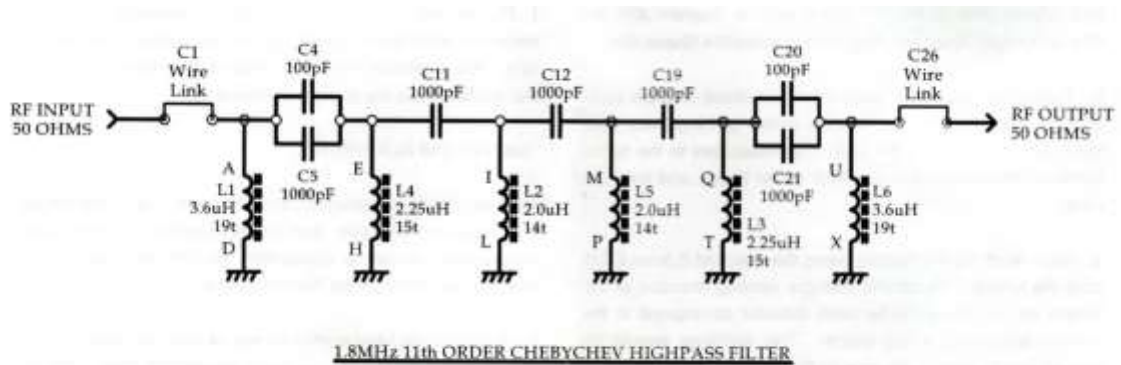 C1
Wire
Link
C4
100pF
C11
1000pF
C12
1000pF
C19
1000pF
C20
100pF
C26
Wire
Link
RF INPUT
50 OHMS
RF OUTPUT
50 OHMS
C5
1000pF
C21
1000pF
A
L1
3.6uH
19t
D
E
L4
2.25uH
15t
H
I
L2
2.0uH
14t
L
M
L5
2.0uH
14t
P
Q
T
L3
2.25uH
15t
U
L6
3.6uH
19t
X
1.8MHz 11th ORDER CHEBYCHEV HIGHPASS FILTER